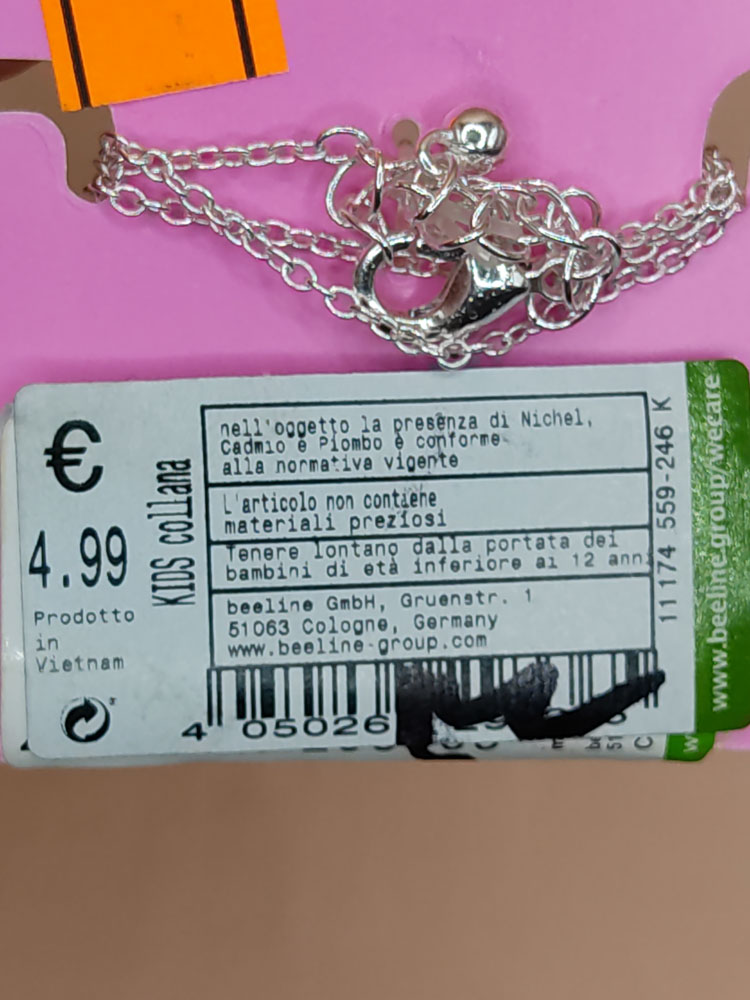 €
4.99
Prodotto
in
Vietnam
KIDS collana
nell'oggetto la presenza di Nichel,
Cadmio e Piombo è conforme
alla normativa vigente
L'articolo non contiene
materiali preziosi
Tenere lontano dalla portata dei
bambini di età inferiore ai 12 anni
beeline GmbH, Gruenstr. 1
51063 Cologne, Germany
www.beeline-group.com
4 05026
11 174 559-246 K
www.beeline.group/wecare